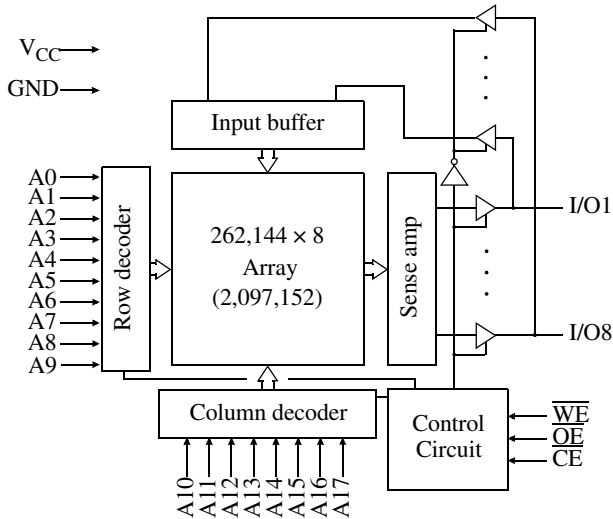 VCC
GND
Input buffer
A0
A1
A2
A3
A4
A5
A6
A7
A8
A9
Row decoder
262,144 × 8
Array
(2,097,152)
Sense amp
I/O1
I/O8
Column decoder
Control
Circuit
WE
OE
CE
A10
A11
A12
A13
A14
A15
A16
A17